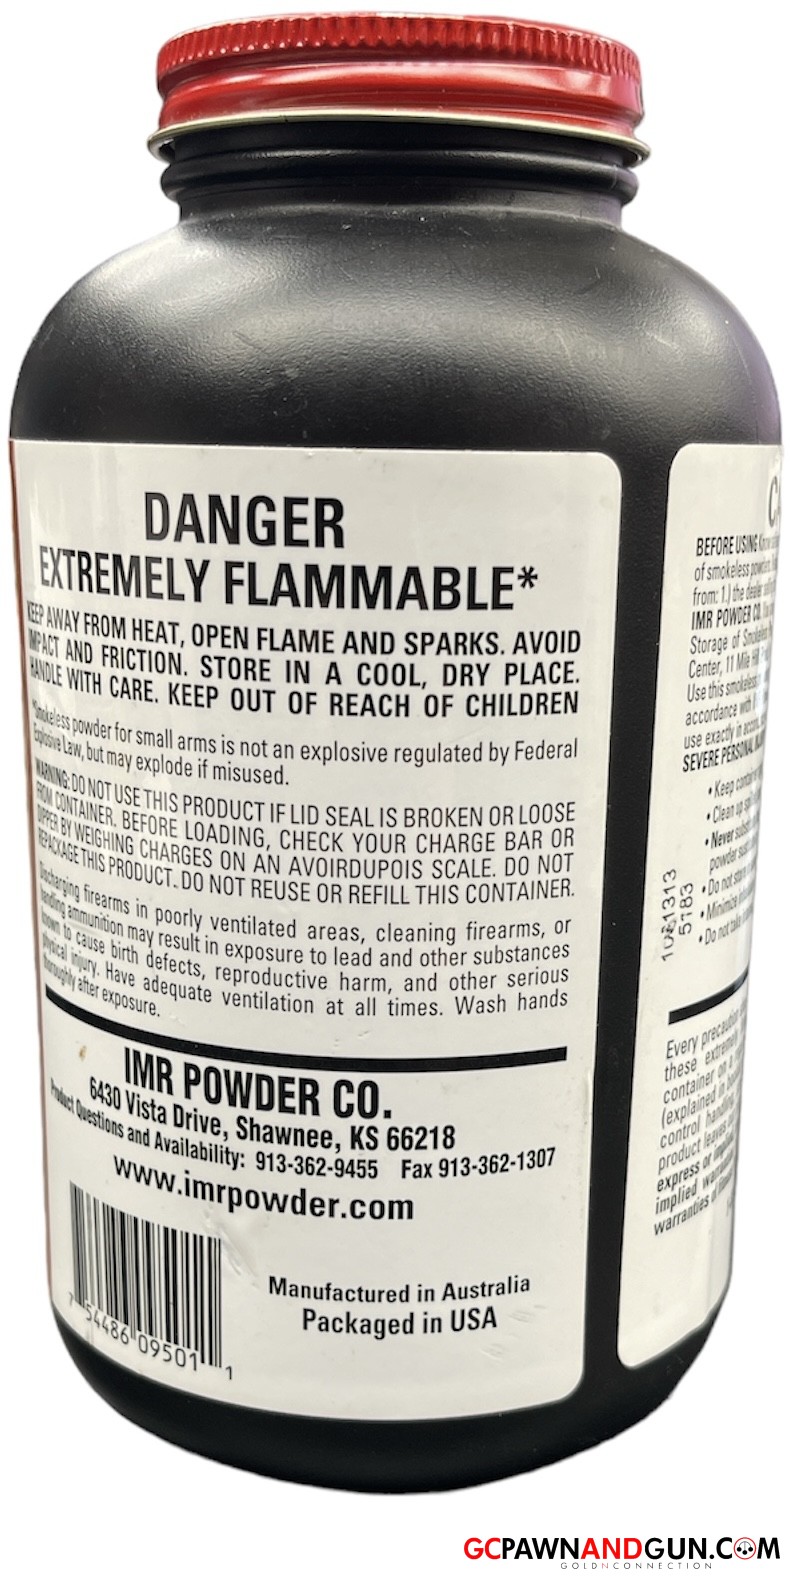 DANGER
EXTREMELY FLAMMABLE*
KEEP AWAY FROM HEAT, OPEN FLAME AND SPARKS. AVOID
IMPACT AND FRICTION. STORE IN A COOL, DRY PLACE.
HANDLE WITH CARE. KEEP OUT OF REACH OF CHILDREN
*Smokeless powder for small arms is not an explosive regulated by Federal
Explosive Law, but may explode if misused.
WARNING: DO NOT USE THIS PRODUCT IF LID SEAL IS BROKEN OR LOOSE
FROM CONTAINER. BEFORE LOADING, CHECK YOUR CHARGE BAR OR
DIPPER BY WEIGHING CHARGES ON AN AVOIRDUPOIS SCALE. DO NOT
REPACKAGE THIS PRODUCT. DO NOT REUSE OR REFILL THIS CONTAINER.
Discharging firearms in poorly ventilated areas, cleaning firearms, or
handling ammunition may result in exposure to lead and other substances
known to cause birth defects, reproductive harm, and other serious
physical injury. Have adequate ventilation at all times. Wash hands
thoroughly after exposure.
IMR POWDER CO.
6430 Vista Drive, Shawnee, KS 66218
Product Questions and Availability: 913-362-9455 Fax 913-362-1307
www.imrpowder.com
Manufactured in Australia
Packaged in USA
7 54486 09501 1
BEFORE USING
of smokeless
from: 1.) the dealer
IMR POWDER CO.
Storage of
Center, 11 Mile
Use this smokeless
accordance with
use exactly in
SEVERE PERSONAL
• Keep
• Clean up
• Never
powder
• Do not store
• Minimize
• Do not take
5783
Every
these extremely
container on a
(explained in
control
product leaves
express or
implied
warranties of
GCPAWNANDGUN.COM
GOLDNCONNECTION